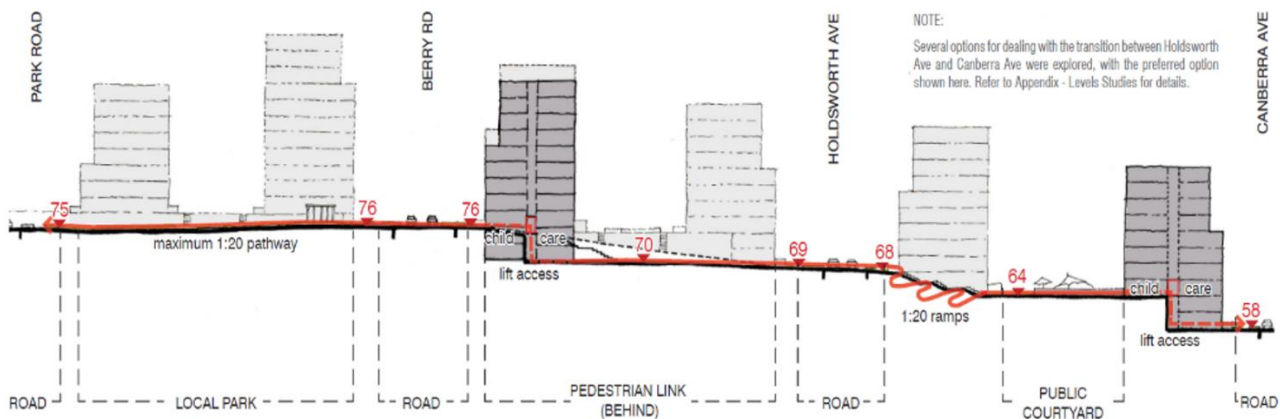 PARK ROAD
BERRY RD
HOLDSWORTH AVE
CANBERRA AVE
NOTE:
Several options for dealing with the transition between Holdsworth
Ave and Canberra Ave were explored, with the preferred option
shown here. Refer to Appendix - Levels Studies for details.
75
76
76
70
69
68
64
58
maximum 1:20 pathway
child care
lift access
1:20 ramps
child care
lift access
ROAD
LOCAL PARK
ROAD
PEDESTRIAN LINK
(BEHIND)
ROAD
PUBLIC
COURTYARD
ROAD